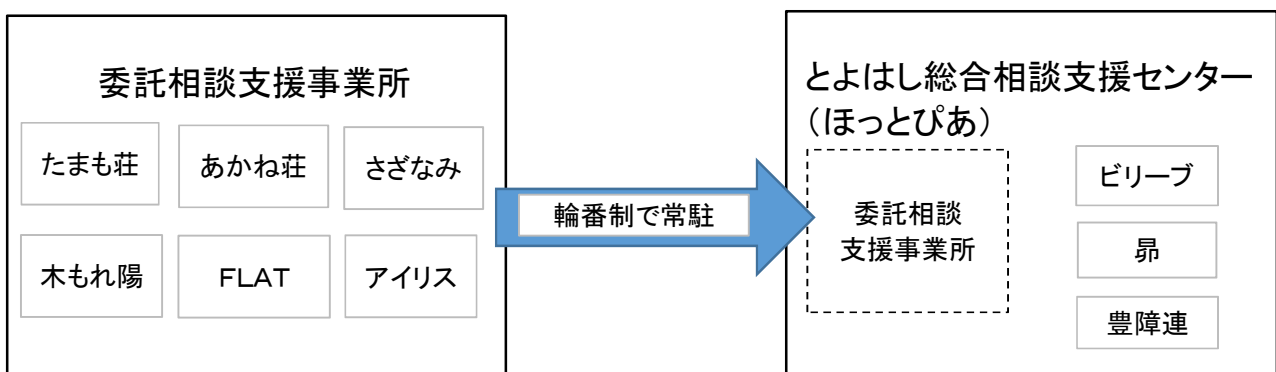 委託相談支援事業所
たまも荘
あかね荘
さざなみ
木もれ陽
FLAT
アイリス
輪番制で常駐
とよはし総合相談支援センター
（ほっとぴあ）
委託相談
支援事業所
ビリーブ
昴
豊障連